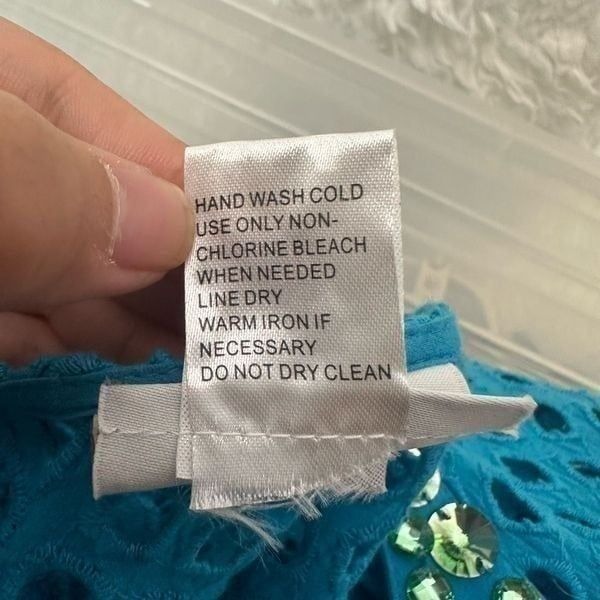 HAND WASH COLD
USE ONLY NON-
CHLORINE BLEACH
WHEN NEEDED
LINE DRY
WARM IRON IF
NECESSARY
DO NOT DRY CLEAN